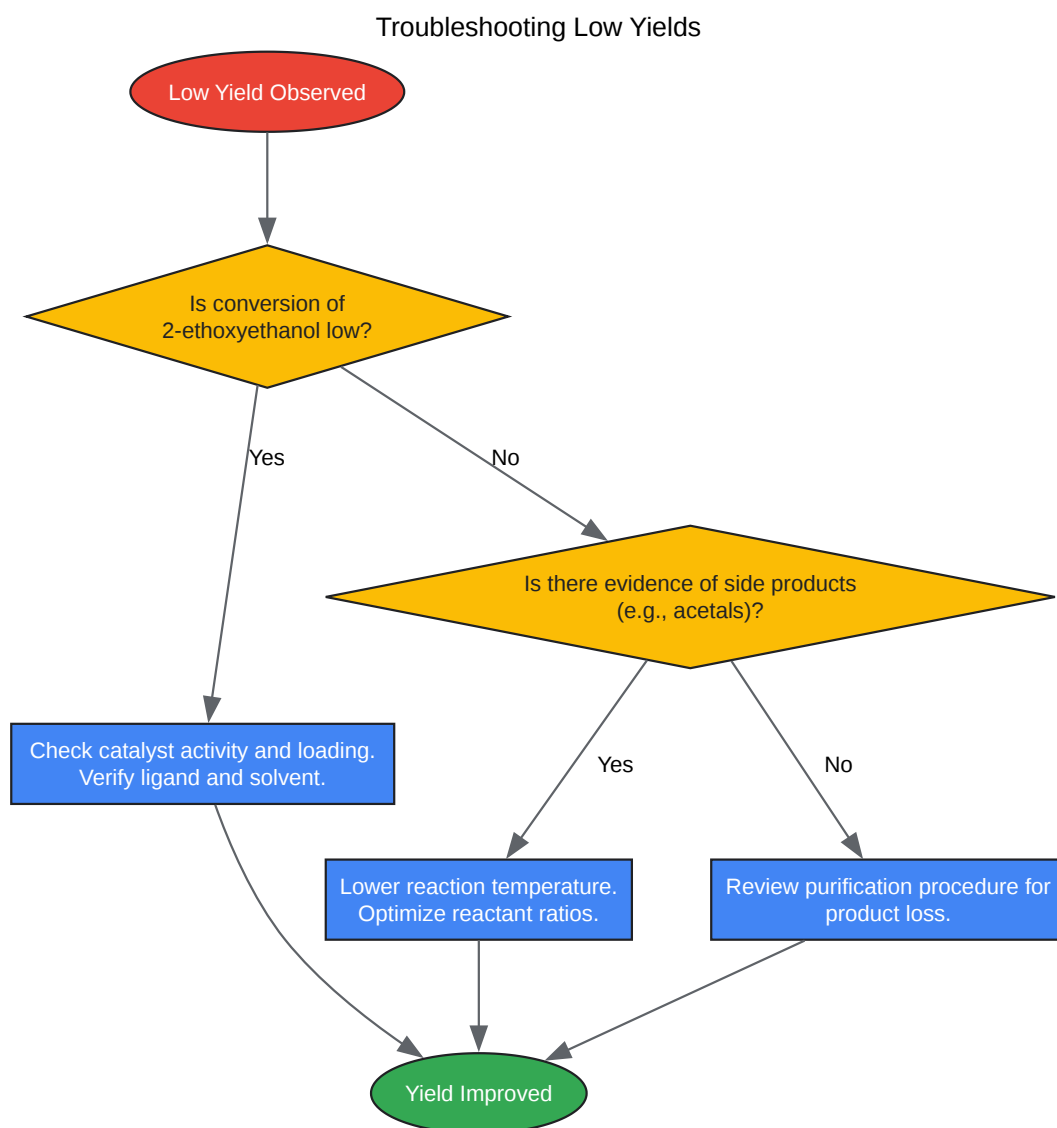 Troubleshooting Low Yields
Low Yield Observed
Is conversion of
2-ethoxyethanol low?
Yes
No
Is there evidence of side products
(e.g., acetals)?
Check catalyst activity and loading.
Verify ligand and solvent.
Yes
No
Lower reaction temperature.
Optimize reactant ratios.
Review purification procedure for
product loss.
Yield Improved